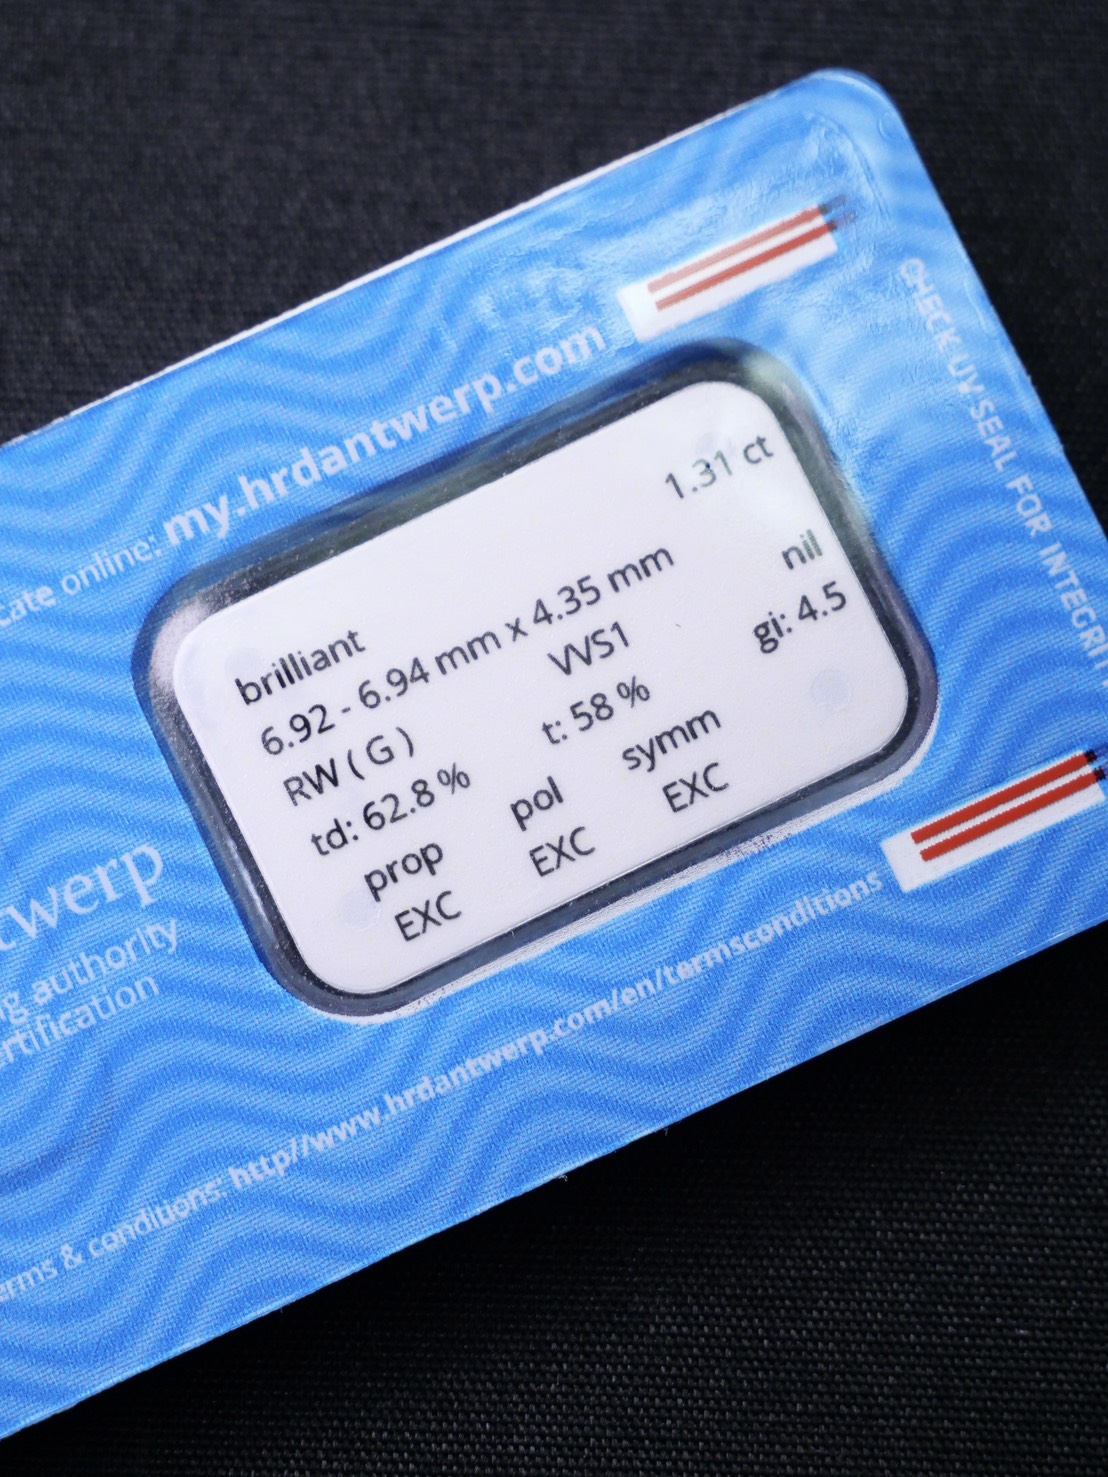 cate online: my.hrdantwerp.com
CHECK UV-SEAL FOR INTEGRITY
1.31 ct
brilliant
6.92 - 6.94 mm x 4.35 mm
nil
RW ( G )
VVS1
gi: 4.5
td: 62.8 %
t: 58 %
prop
pol
symm
EXC
EXC
EXC
twerp
ng authority
ertification
erms & conditions: http//www.hrdantwerp.com/en/termsconditions